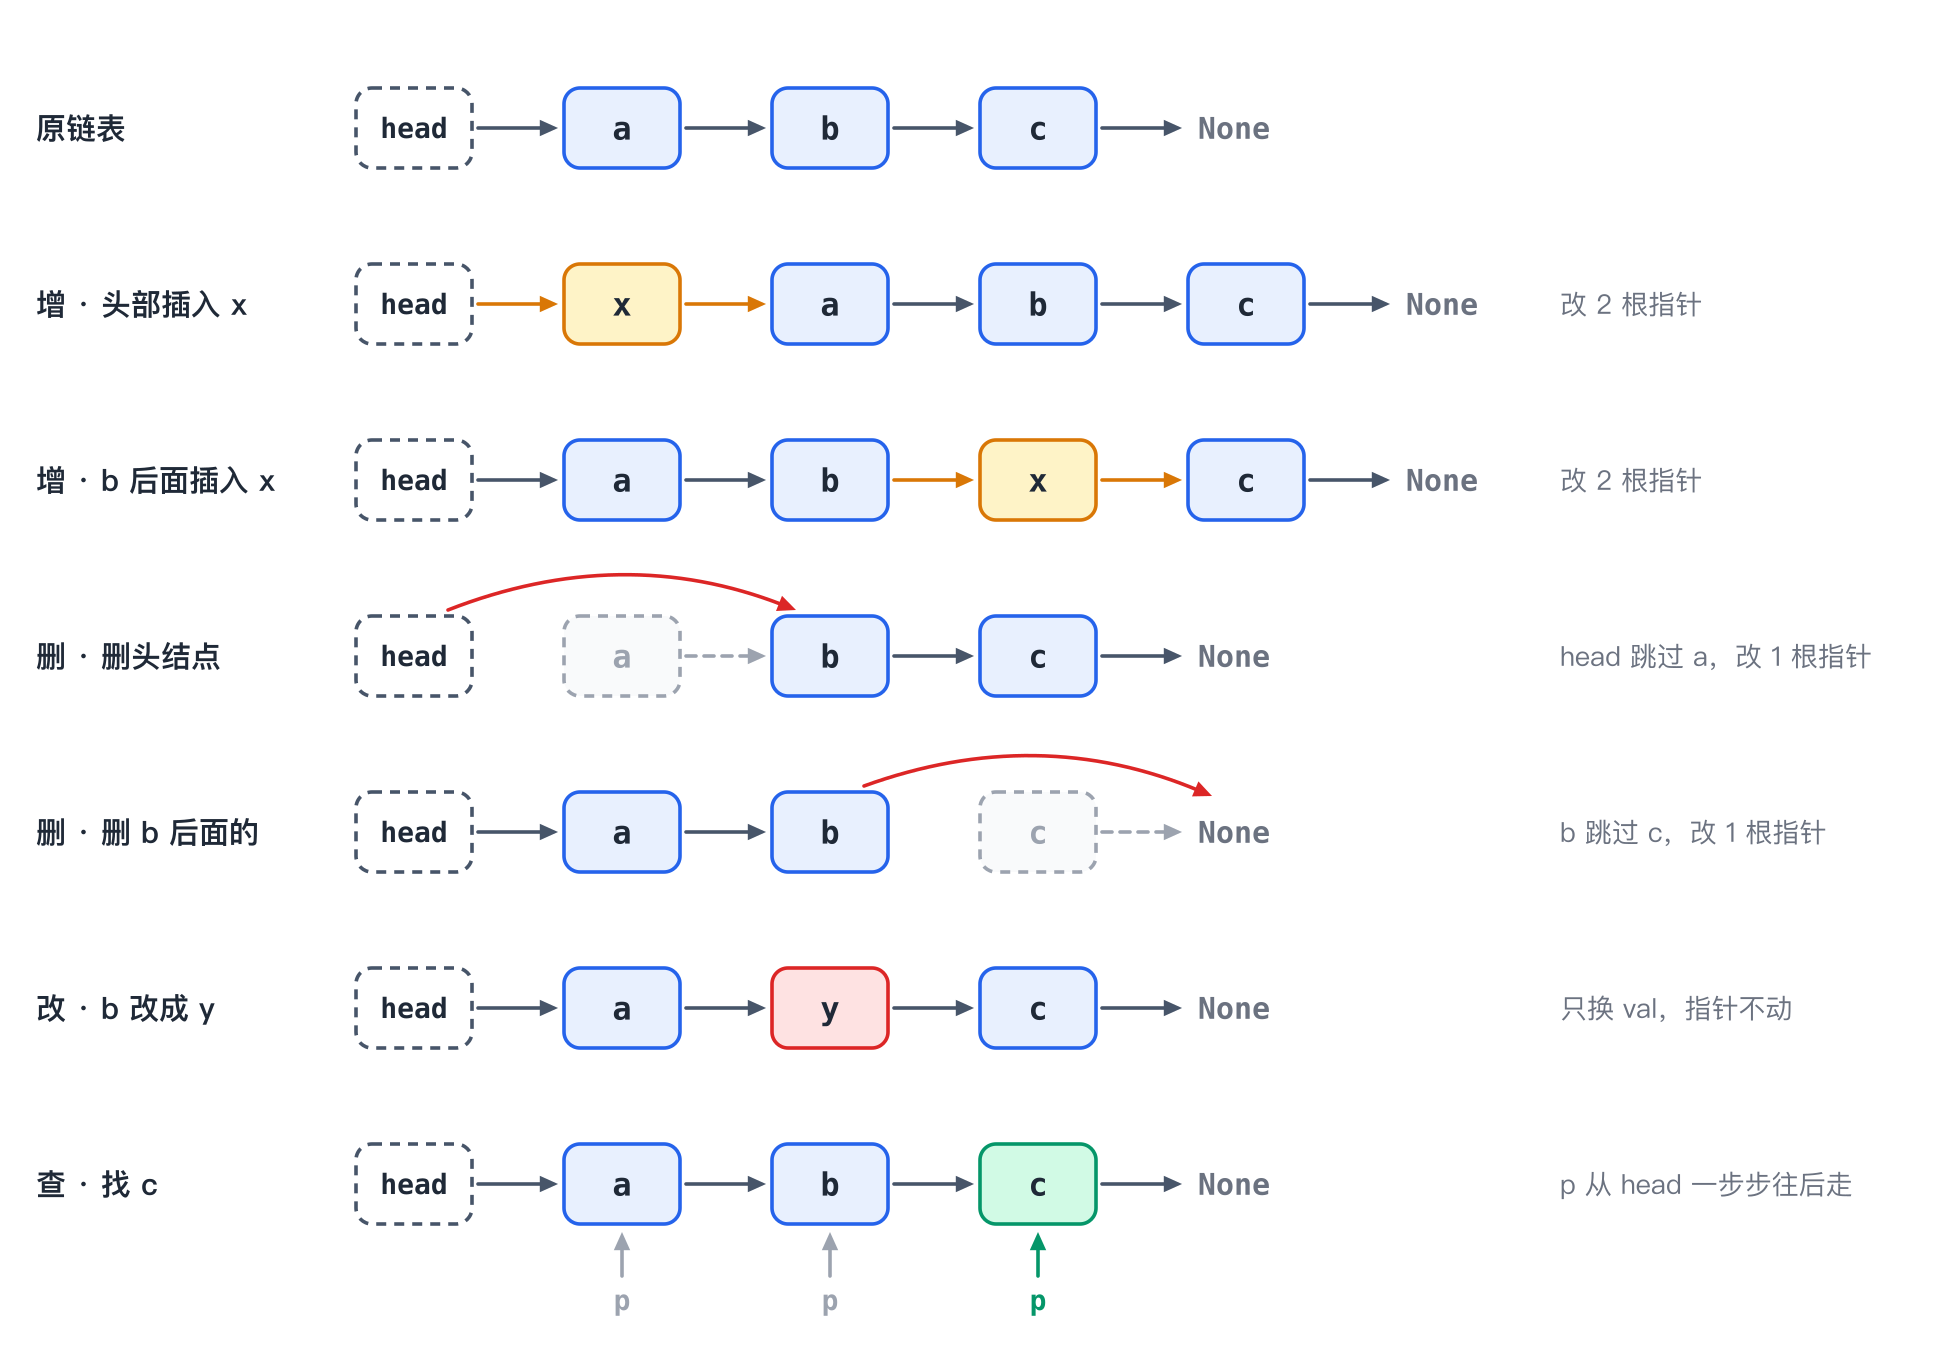 原链表 head a b c None
增 · 头部插入 x head x a b c None 改 2 根指针
增 · b 后面插入 x head a b x c None 改 2 根指针
删 · 删头结点 head a b c None head 跳过 a，改 1 根指针
删 · 删 b 后面的 head a b c None b 跳过 c，改 1 根指针
改 · b 改成 y head a y c None 只换 val，指针不动
查 · 找 c head a b c None p 从 head 一步步往后走
p p p